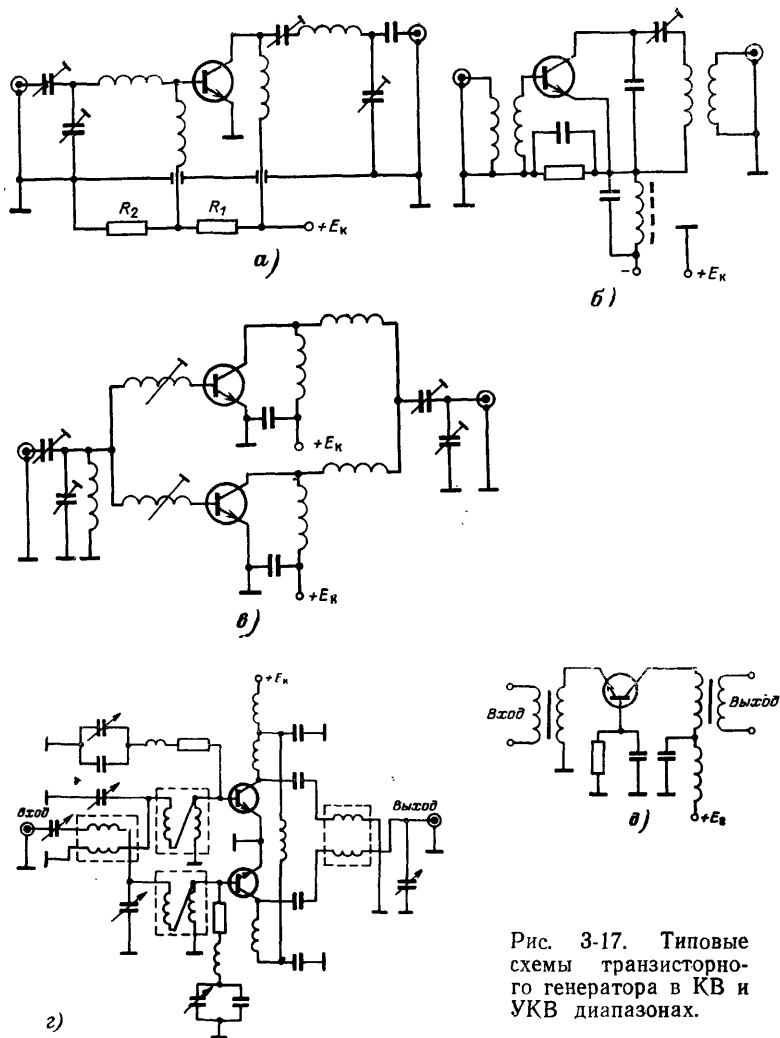 R₂
R₁
+Eк
а)
−
+Eк
б)
+Eк
+Eк
в)
+Eк
Вход
Выход
г)
Вход
Выход
+Eв
д)
Рис. 3-17. Типовые
схемы транзисторно-
го генератора в КВ и
УКВ диапазонах.